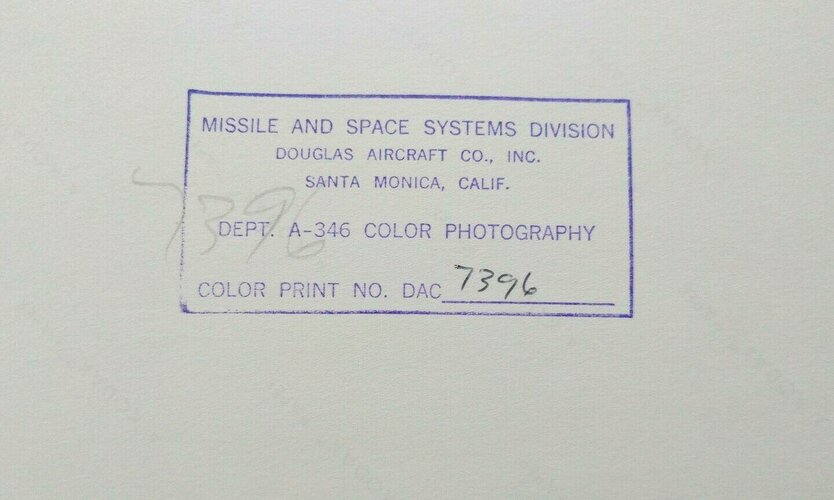 MISSILE AND SPACE SYSTEMS DIVISION
DOUGLAS AIRCRAFT CO., INC.
SANTA MONICA, CALIF.
7396
DEPT. A-346 COLOR PHOTOGRAPHY
COLOR PRINT NO. DAC 7396